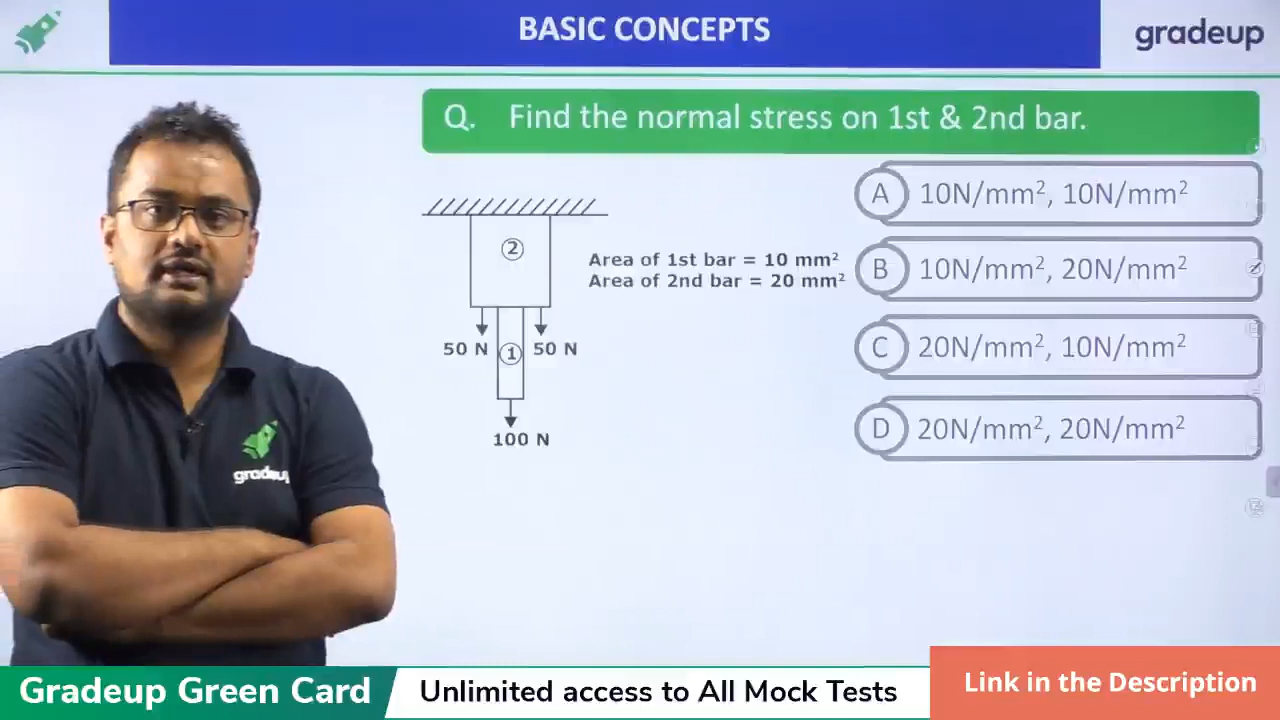 BASIC CONCEPTS
gradeup
Q. Find the normal stress on 1st & 2nd bar.
A 10N/mm², 10N/mm²
B 10N/mm², 20N/mm²
C 20N/mm², 10N/mm²
D 20N/mm², 20N/mm²
②
Area of 1st bar = 10 mm²
Area of 2nd bar = 20 mm²
50 N ① 50 N
100 N
gradeup
Gradeup Green Card
Unlimited access to All Mock Tests
Link in the Description